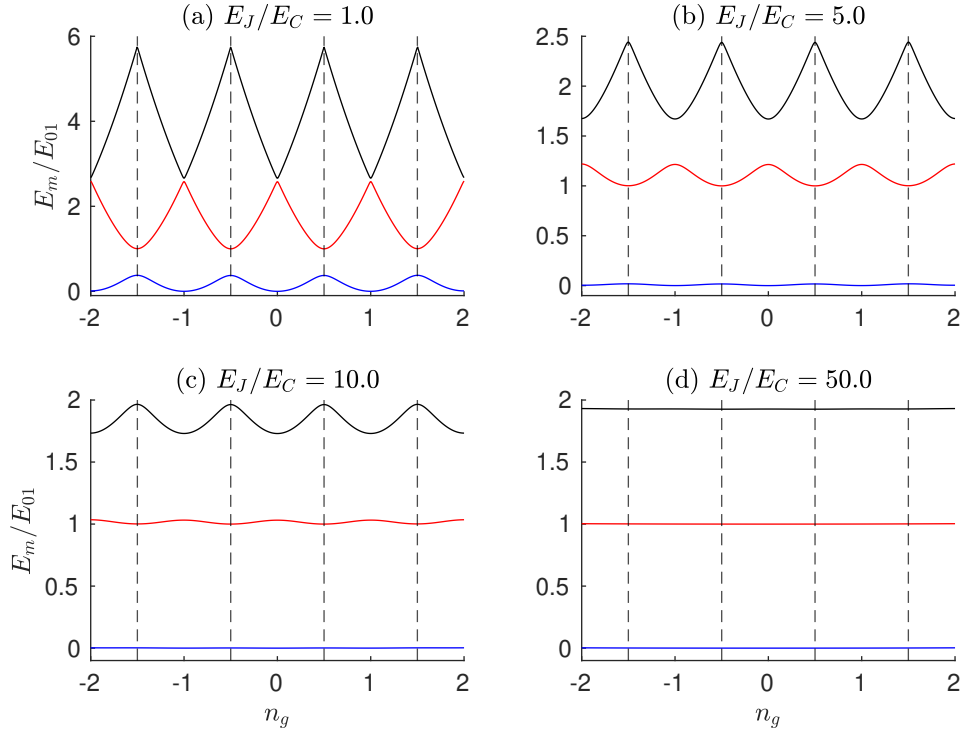 (a) E_J/E_C = 1.0
E_m/E_{01}
6
4
2
0
-2 -1 0 1 2
(b) E_J/E_C = 5.0
2.5
2
1.5
1
0.5
0
-2 -1 0 1 2
(c) E_J/E_C = 10.0
E_m/E_{01}
2
1.5
1
0.5
0
-2 -1 0 1 2
n_g
(d) E_J/E_C = 50.0
2
1.5
1
0.5
0
-2 -1 0 1 2
n_g